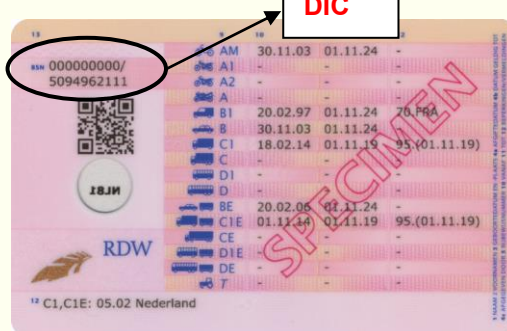 DIC
13 9 10 12
BSN 000000000/
5094962111
AM 30.11.03 01.11.24 -
A1 - - -
A2 - - -
A - - -
B1 20.02.97 01.11.24 70.FRA
B 30.11.03 01.11.24 -
C1 18.02.14 01.11.19 95.(01.11.19)
C - - -
D1 - - -
D - - -
BE 20.02.06 01.11.24 -
C1E 01.11.14 01.11.19 95.(01.11.19)
CE - - -
D1E - - -
DE - - -
T - - -
NL81
RDW
SPECIMEN
12 C1,C1E: 05.02 Nederland